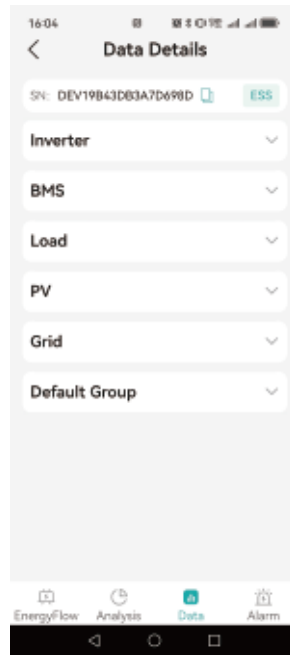 16:04
Data Details
SN: DEV19B43DB3A7D698D
ESS
Inverter
BMS
Load
PV
Grid
Default Group
EnergyFlow Analysis Data Alarm